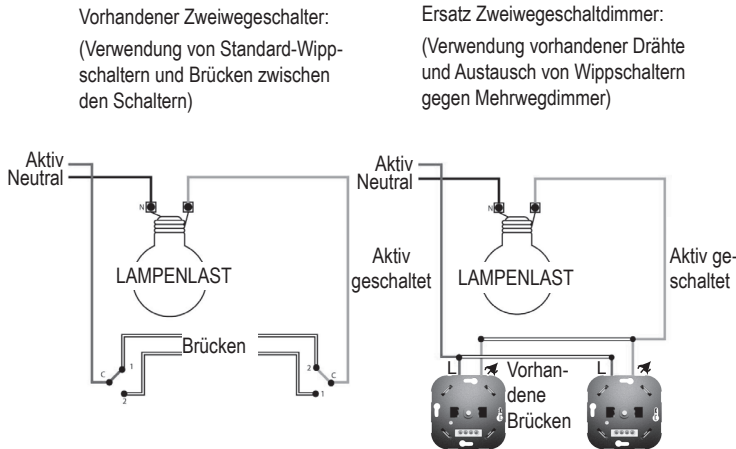 Vorhandener Zweiwegeschalter:
(Verwendung von Standard-Wipp-
schaltern und Brücken zwischen
den Schaltern)
Ersatz Zweiwegeschaltdimmer:
(Verwendung vorhandener Drähte
und Austausch von Wippschaltern
gegen Mehrwegdimmer)
Aktiv
Neutral
N
LAMPENLAST
Aktiv
geschaltet
Brücken
C
1
2
2
C
1
Aktiv
Neutral
N
LAMPENLAST
Aktiv ge-
schaltet
L
L
Vorhan-
dene
Brücken